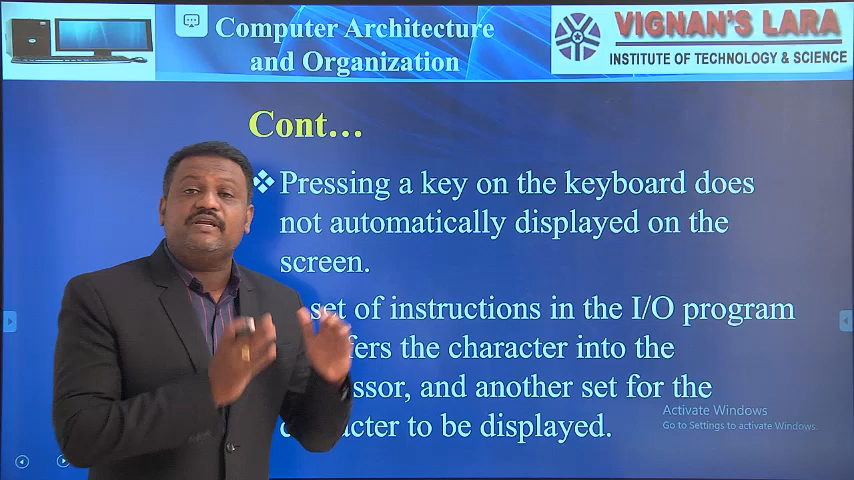 Computer Architecture
and Organization
VIGNAN'S LARA
INSTITUTE OF TECHNOLOGY & SCIENCE
Cont…
❖ Pressing a key on the keyboard does
not automatically displayed on the
screen.
set of instructions in the I/O program
fers the character into the
ssor, and another set for the
cter to be displayed.
Activate Windows
Go to Settings to activate Windows.